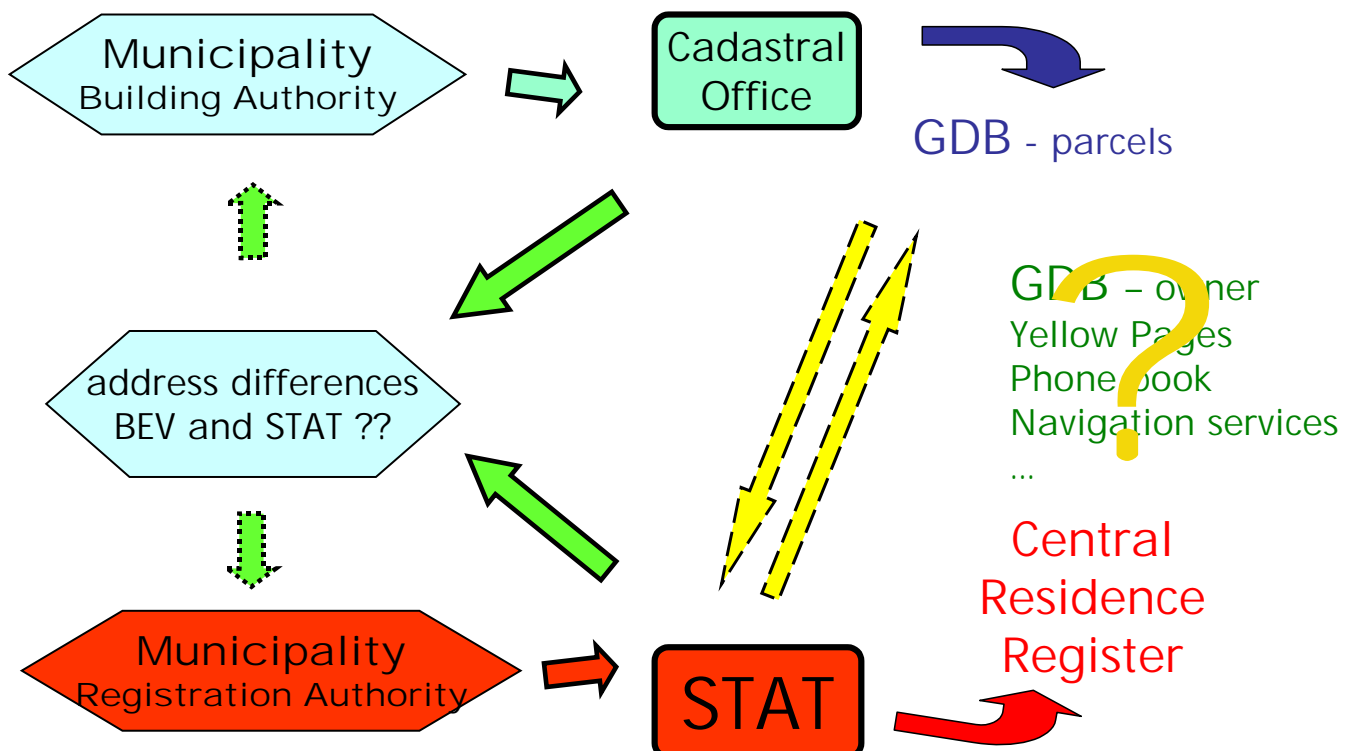 Municipality
Building Authority
Cadastral
Office
GDB - parcels
address differences
BEV and STAT ??
GDB – owner
Yellow Pages
Phone book
Navigation services
...
?
Central
Residence
Register
Municipality
Registration Authority
STAT